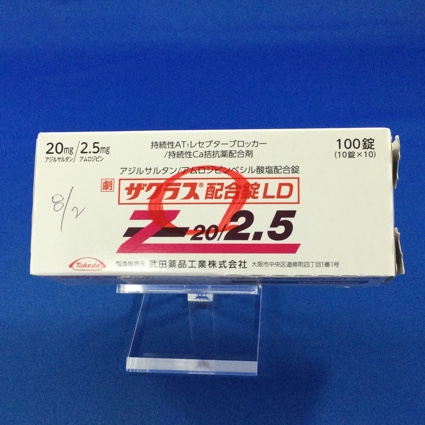 20mg/2.5mg
アジルサルタン/アムロジピン
持続性AT₁レセプターブロッカー
/持続性Ca拮抗薬配合剤
100錠
(10錠×10)
アジルサルタン/アムロジピンベシル酸塩配合錠
劇 ザクラス®配合錠LD
8/2
Z 20/2.5
Takeda
製造販売元 武田薬品工業株式会社 大阪市中央区道修町四丁目1番1号